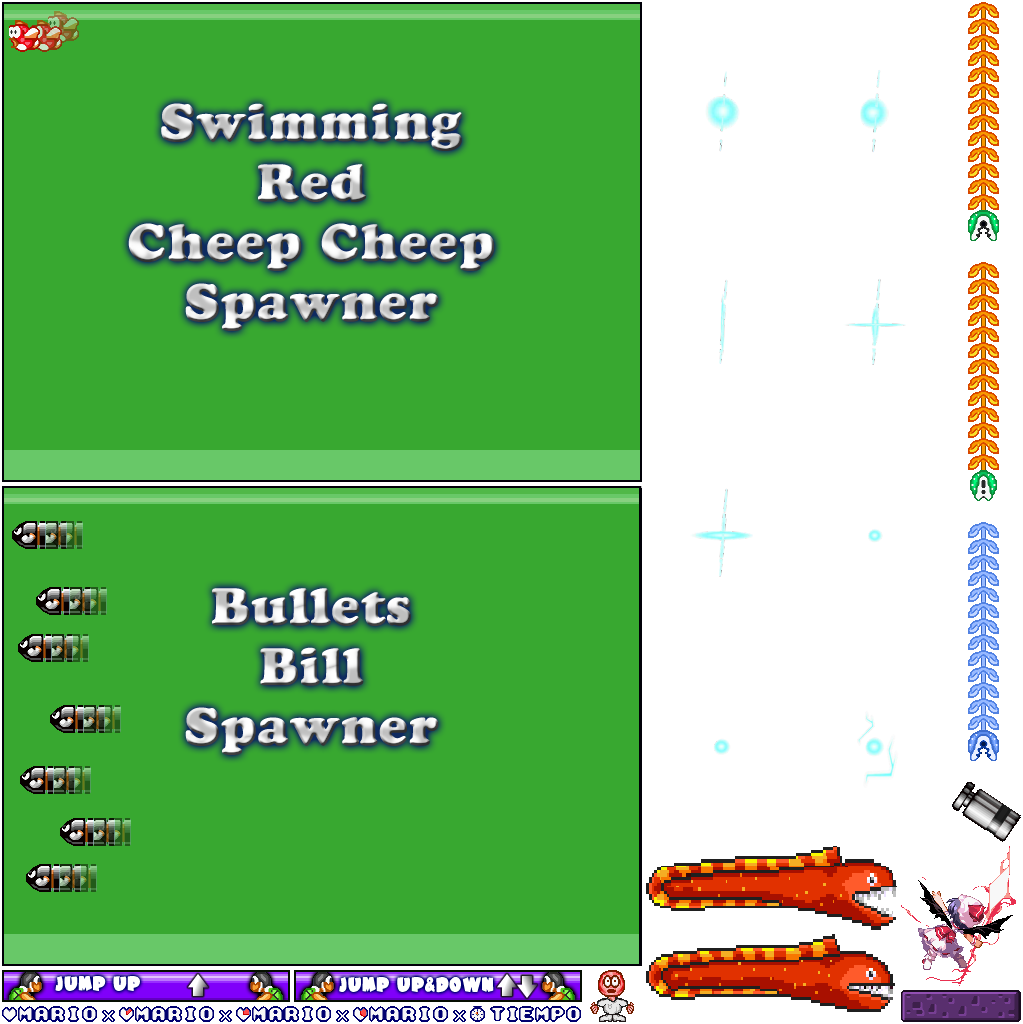 Swimming
Red
Cheep Cheep
Spawner
Bullets
Bill
Spawner
JUMP UP
JUMP UP&DOWN
MARIO x MARIO x MARIO x MARIO x TIEMPO